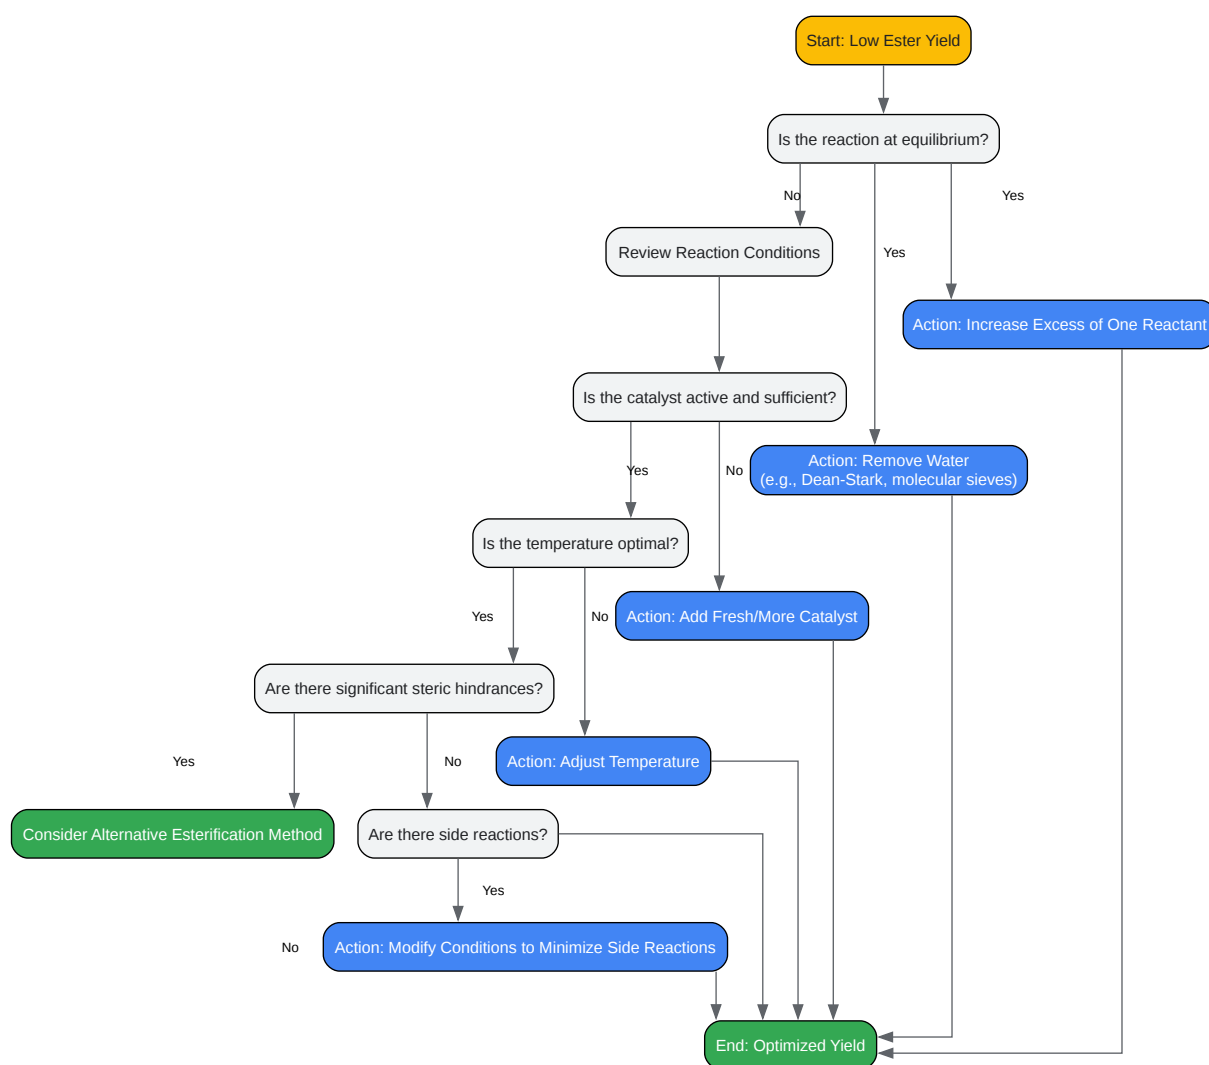 Start: Low Ester Yield
Is the reaction at equilibrium?
No
Yes
Review Reaction Conditions
Yes
Action: Increase Excess of One Reactant
Is the catalyst active and sufficient?
Action: Remove Water
(e.g., Dean-Stark, molecular sieves)
Yes
No
Is the temperature optimal?
Yes
No
Action: Add Fresh/More Catalyst
Are there significant steric hindrances?
Yes
No
Action: Adjust Temperature
Consider Alternative Esterification Method
Are there side reactions?
Yes
No
Action: Modify Conditions to Minimize Side Reactions
End: Optimized Yield